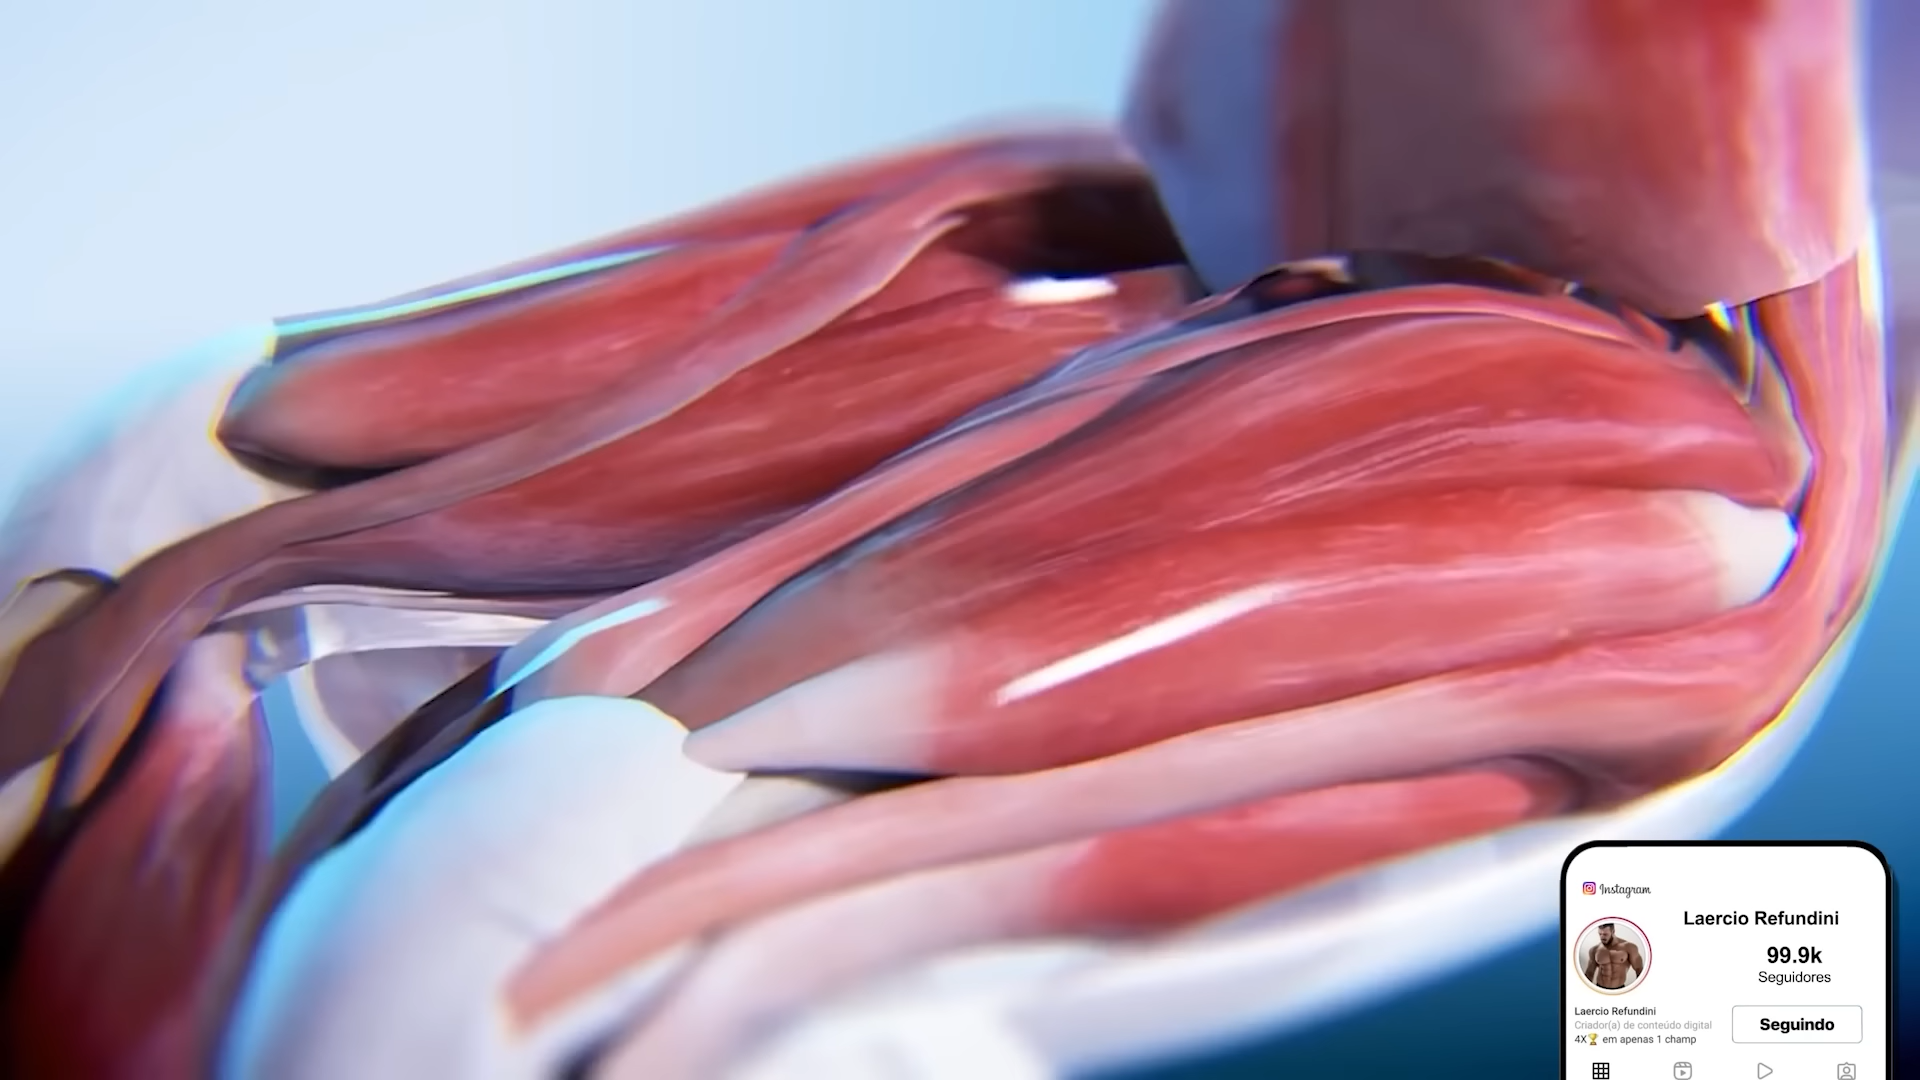 Instagram
Laercio Refundini
99.9k
Seguidores
Laercio Refundini
Criador(a) de conteúdo digital
4X🏆 em apenas 1 champ
Seguindo